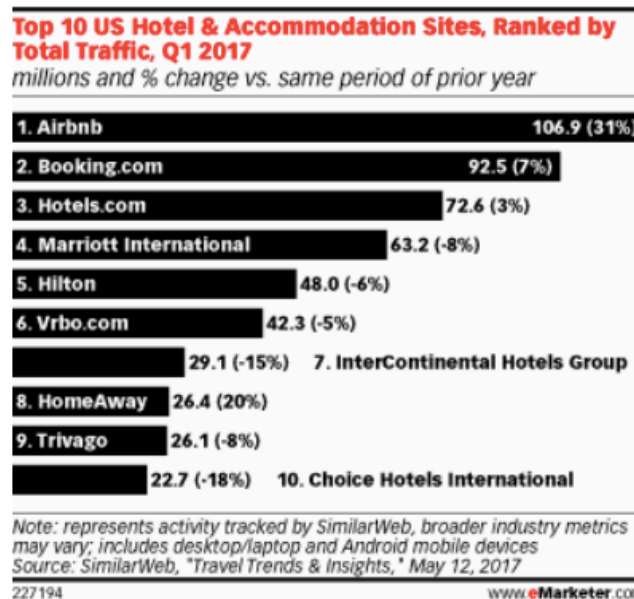 Top 10 US Hotel & Accommodation Sites, Ranked by
Total Traffic, Q1 2017
millions and % change vs. same period of prior year
1. Airbnb 106.9 (31%)
2. Booking.com 92.5 (7%)
3. Hotels.com 72.6 (3%)
4. Marriott International 63.2 (-8%)
5. Hilton 48.0 (-6%)
6. Vrbo.com 42.3 (-5%)
29.1 (-15%) 7. InterContinental Hotels Group
8. HomeAway 26.4 (20%)
9. Trivago 26.1 (-8%)
22.7 (-18%) 10. Choice Hotels International
Note: represents activity tracked by SimilarWeb, broader industry metrics
may vary; includes desktop/laptop and Android mobile devices
Source: SimilarWeb, "Travel Trends & Insights," May 12, 2017
227194 www.eMarketer.co